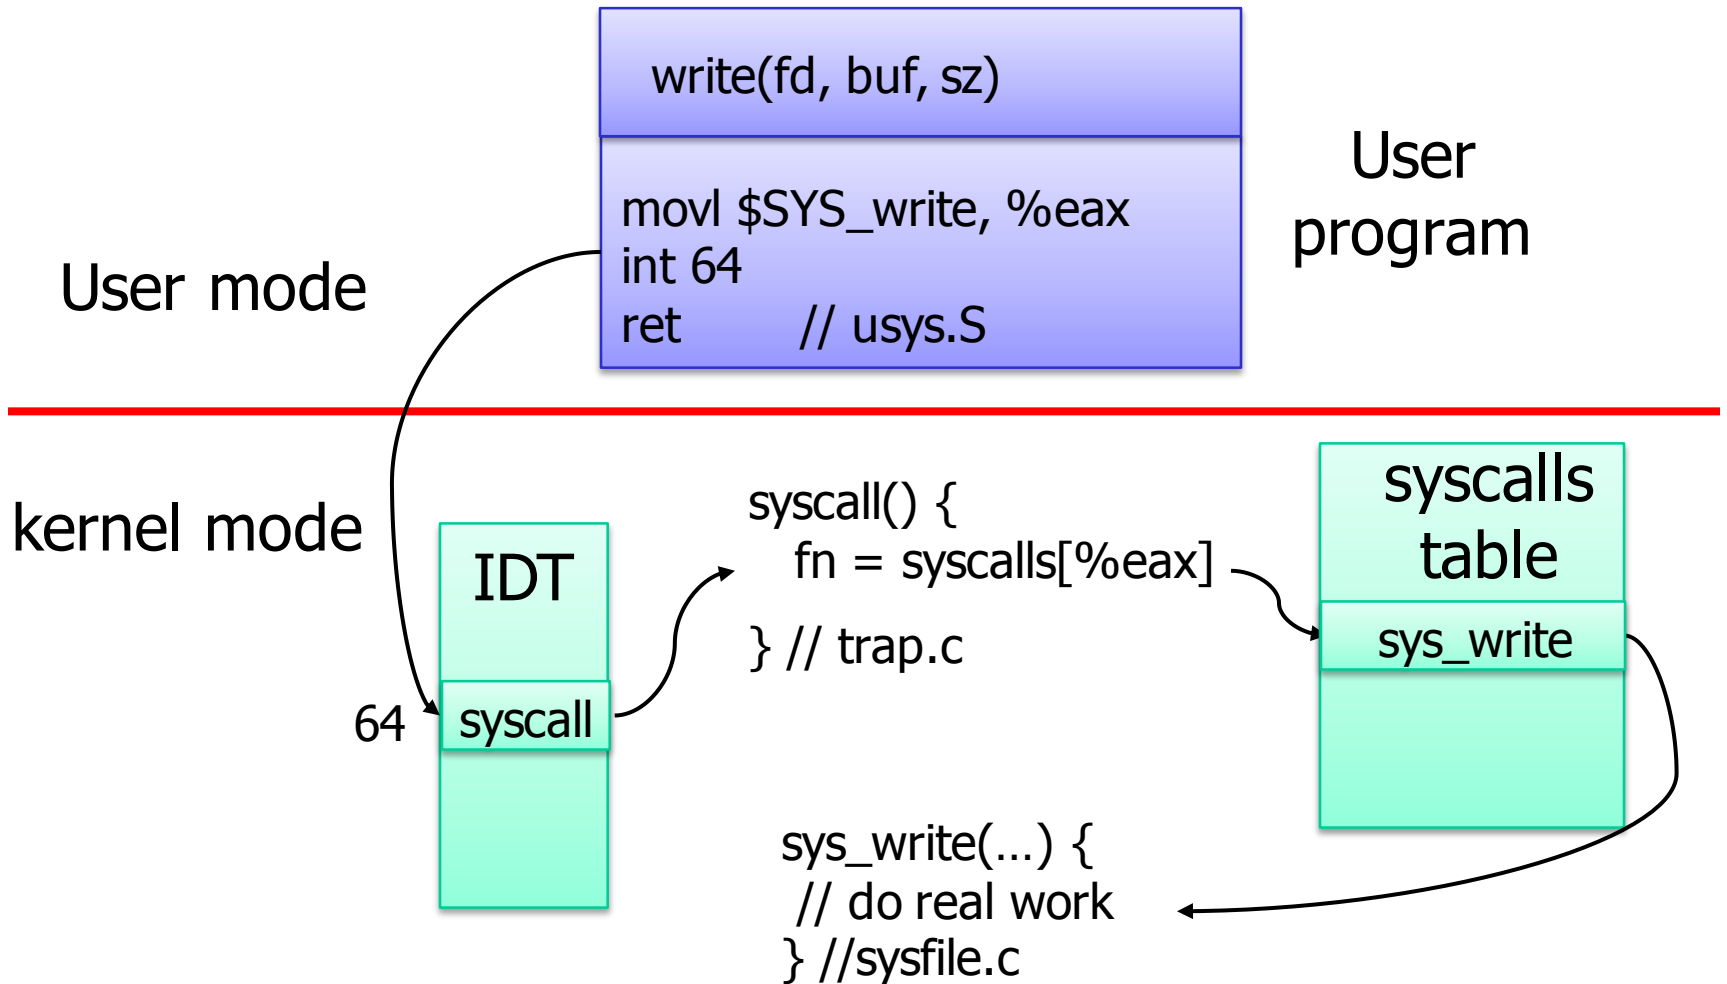 write(fd, buf, sz)
User
program
movl $SYS_write, %eax
int 64
ret // usys.S
User mode
kernel mode
IDT
64
syscall
syscall() {
fn = syscalls[%eax]
} // trap.c
syscalls
table
sys_write
sys_write(…) {
// do real work
} //sysfile.c